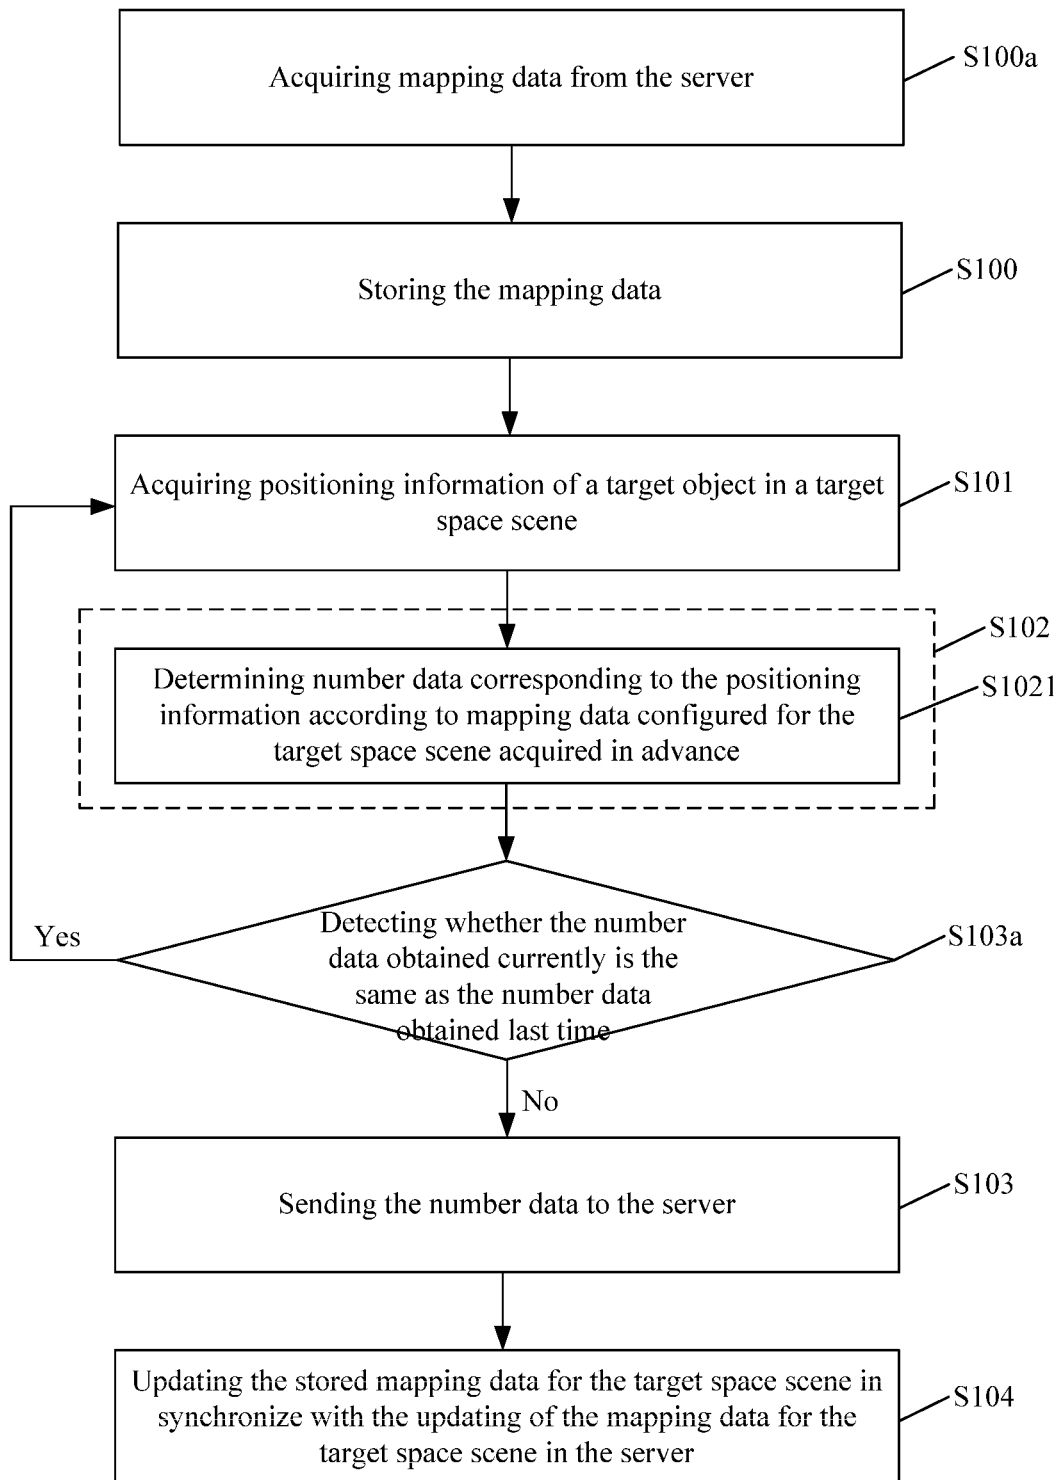 Acquiring mapping data from the server
S100a
Storing the mapping data
S100
Acquiring positioning information of a target object in a target
space scene
S101
S102
Determining number data corresponding to the positioning
information according to mapping data configured for the
target space scene acquired in advance
S1021
Detecting whether the number
data obtained currently is the
same as the number data
obtained last time
S103a
Yes
No
Sending the number data to the server
S103
Updating the stored mapping data for the target space scene in
synchronize with the updating of the mapping data for the
target space scene in the server
S104